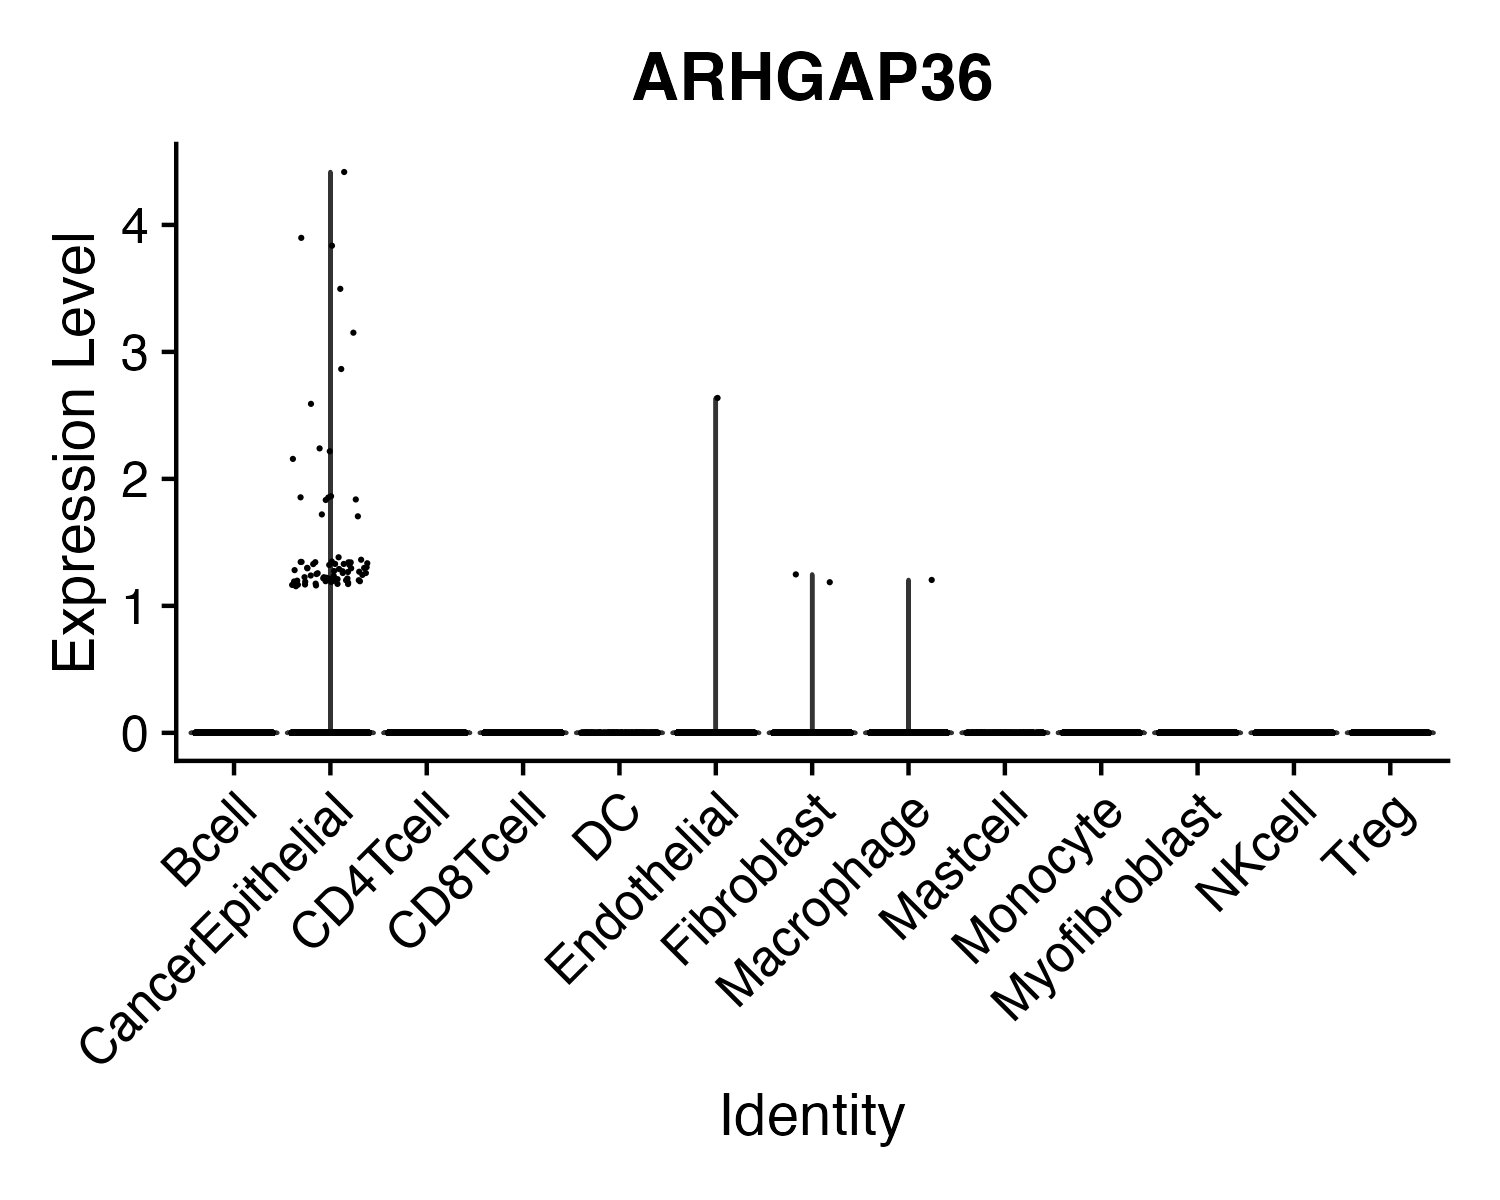 ARHGAP36
Expression Level
4
3
2
1
0
Bcell
CancerEpithelial
CD4Tcell
CD8Tcell
DC
Endothelial
Fibroblast
Macrophage
Mastcell
Monocyte
Myofibroblast
NKcell
Treg
Identity